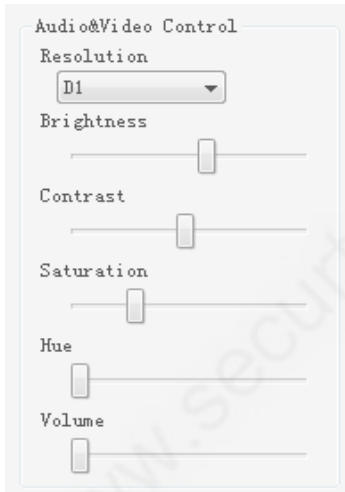 Audio&Video Control
Resolution
D1
Brightness
Contrast
Saturation
Hue
Volume